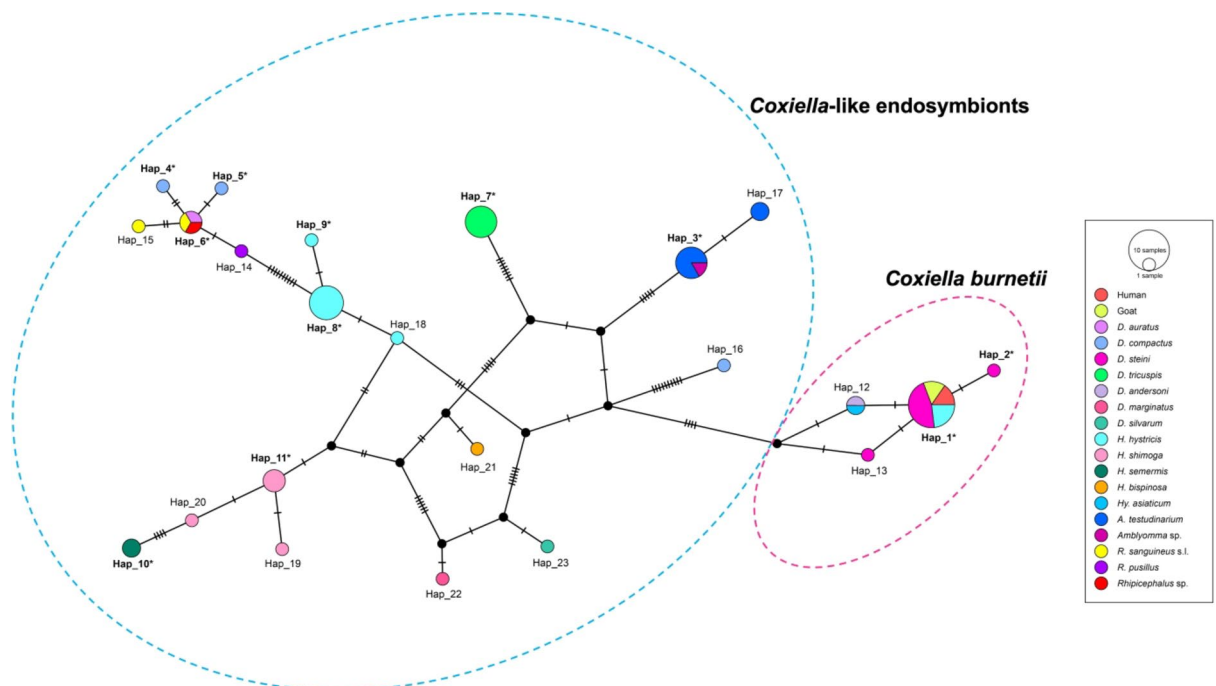 Coxiella-like endosymbionts
Hap_4*
Hap_5*
Hap_17
Hap_7*
Hap_15
Hap_6*
Hap_9*
Hap_3*
Hap_14
Coxiella burnetii
Hap_8*
Hap_18
Hap_16
Hap_2*
Hap_12
Hap_1*
Hap_11*
Hap_21
Hap_13
Hap_20
Hap_10*
Hap_19
Hap_22
Hap_23
10 samples
1 sample
Human
Goat
D. auratus
D. compactus
D. steini
D. tricuspis
D. andersoni
D. marginatus
D. silvarum
H. hystricis
H. shimoga
H. semermis
H. bispinosa
Hy. asiaticum
A. testudinarium
Amblyomma sp.
R. sanguineus s.l.
R. pusillus
Rhipicephalus sp.